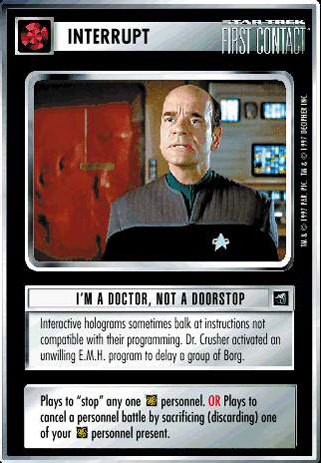 INTERRUPT
STAR TREK
FIRST CONTACT
TM & © 1997 PAR. PIC. TM & © 1997 DECIPHER INC.
I'M A DOCTOR, NOT A DOORSTOP
Interactive holograms sometimes balk at instructions not
compatible with their programming. Dr. Crusher activated an
unwilling E.M.H. program to delay a group of Borg.
Plays to “stop” any one personnel. OR Plays to
cancel a personnel battle by sacrificing (discarding) one
of your personnel present.